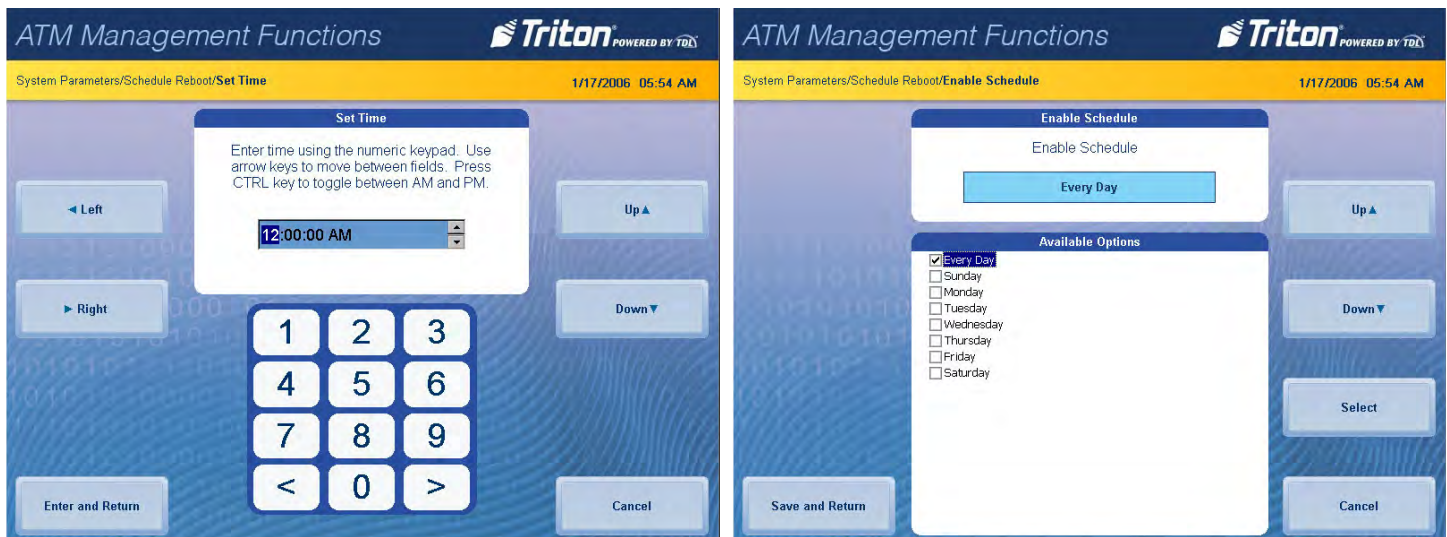 ATM Management Functions
Triton POWERED BY TDL
System Parameters/Schedule Reboot/Set Time
1/17/2006 05:54 AM
Set Time
Enter time using the numeric keypad. Use
arrow keys to move between fields. Press
CTRL key to toggle between AM and PM.
◄ Left
Up▲
12:00:00 AM
► Right
Down▼
1 2 3
4 5 6
7 8 9
< 0 >
Enter and Return
Cancel
ATM Management Functions
Triton POWERED BY TDL
System Parameters/Schedule Reboot/Enable Schedule
1/17/2006 05:54 AM
Enable Schedule
Enable Schedule
Every Day
Up▲
Available Options
Every Day
Sunday
Monday
Tuesday
Wednesday
Thursday
Friday
Saturday
Down▼
Select
Save and Return
Cancel